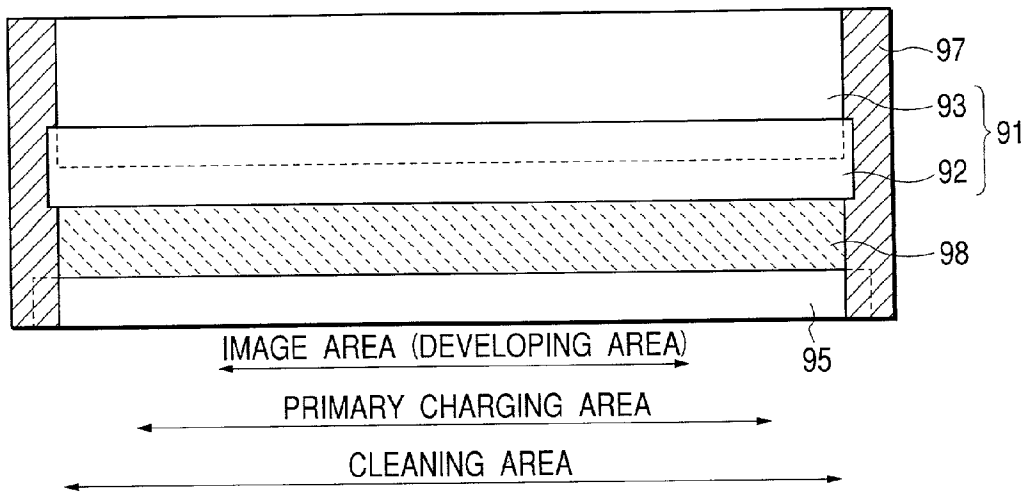 97
93
91
92
98
95
IMAGE AREA (DEVELOPING AREA)
PRIMARY CHARGING AREA
CLEANING AREA